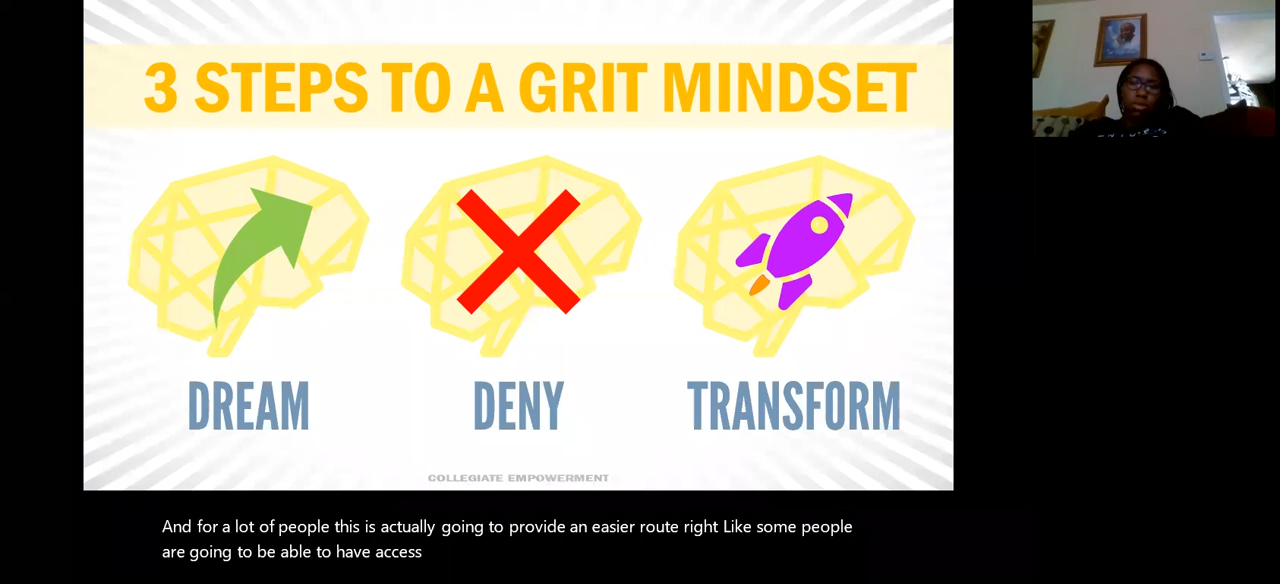 3 STEPS TO A GRIT MINDSET
DREAM
DENY
TRANSFORM
COLLEGIATE EMPOWERMENT
And for a lot of people this is actually going to provide an easier route right Like some people
are going to be able to have access